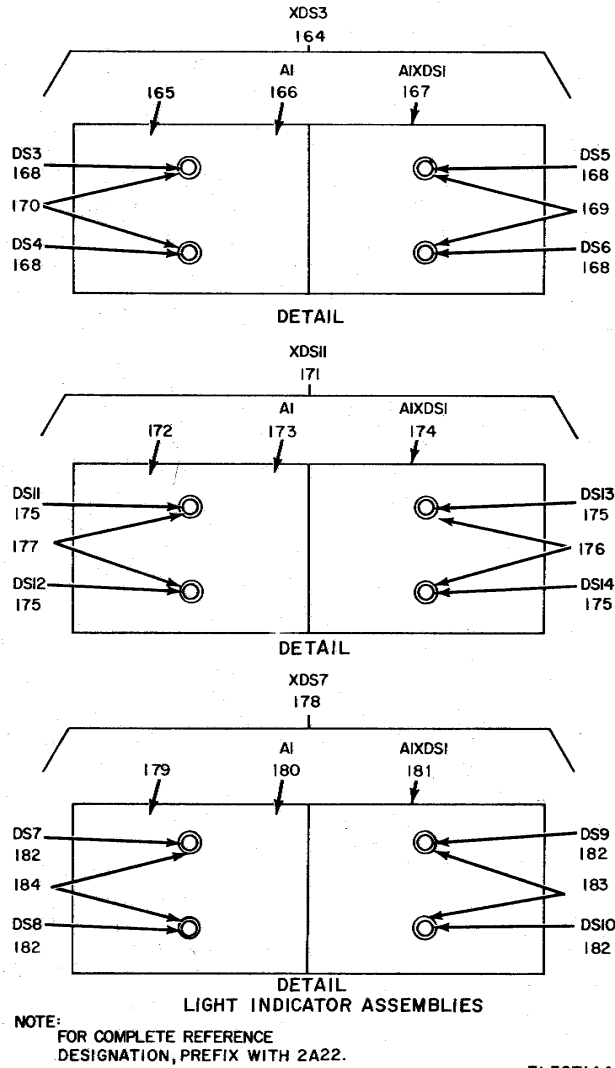 XDS3
164
A1 A1XDS1
165 166 167
DS3 DS5
168 168
170 169
DS4 DS6
168 168
DETAIL
XDS11
171
A1 A1XDS1
172 173 174
DS11 DS13
175 175
177 176
DS12 DS14
175 175
DETAIL
XDS7
178
A1 A1XDS1
179 180 181
DS7 DS9
182 182
184 183
DS8 DS10
182 182
DETAIL
LIGHT INDICATOR ASSEMBLIES
NOTE:
FOR COMPLETE REFERENCE
DESIGNATION, PREFIX WITH 2A22.